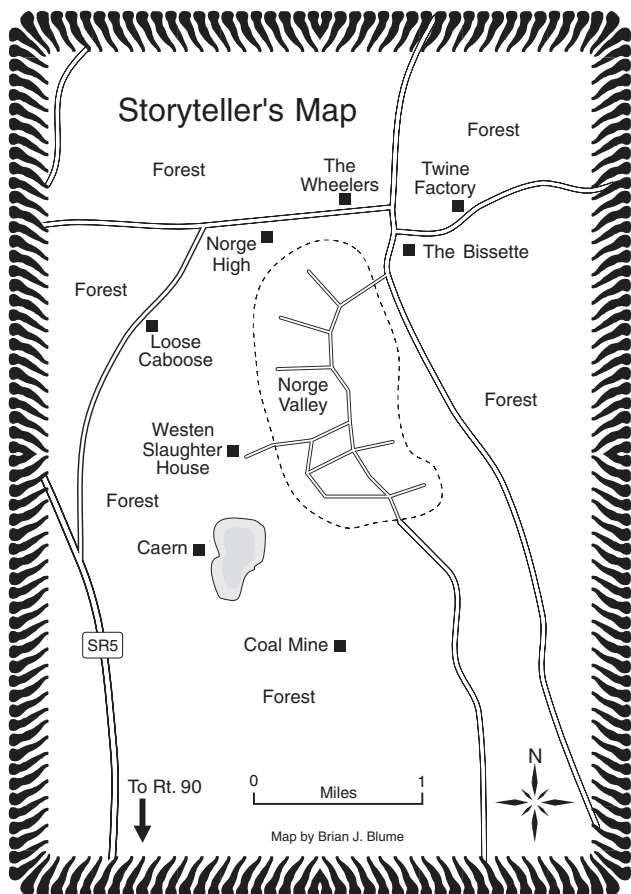 Storyteller's Map
Forest
Forest
The
Wheelers
Twine
Factory
Norge
High
The Bissette
Forest
Loose
Caboose
Norge
Valley
Forest
Westen
Slaughter
House
Forest
Caern
SR5
Coal Mine
Forest
To Rt. 90
0
1
Miles
N
Map by Brian J. Blume